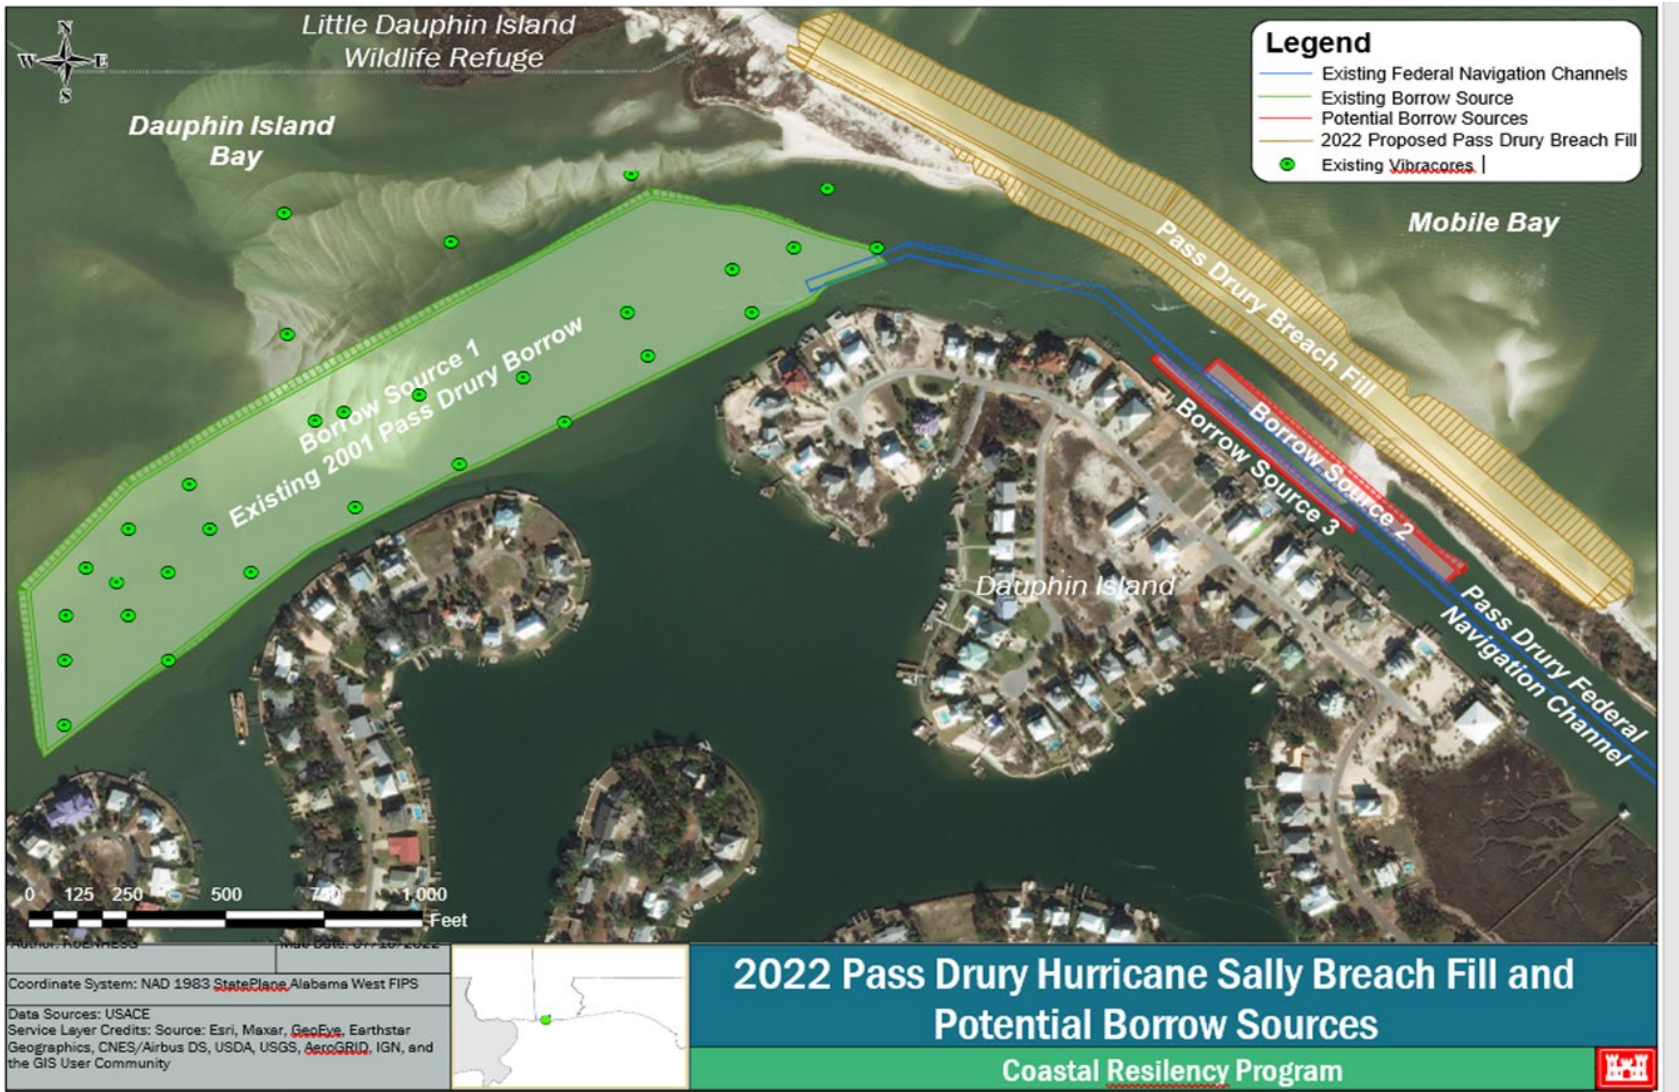 N
W E
S
Little Dauphin Island
Wildlife Refuge
Dauphin Island
Bay
Legend
Existing Federal Navigation Channels
Existing Borrow Source
Potential Borrow Sources
2022 Proposed Pass Drury Breach Fill
Existing Vibracores
Mobile Bay
Pass Drury Breach Fill
Borrow Source 1
Existing 2001 Pass Drury Borrow
Borrow Source 2
Borrow Source 3
Dauphin Island
Pass Drury Federal
Navigation Channel
0 125 250 500 750 1,000
Feet
Coordinate System: NAD 1983 StatePlane Alabama West FIPS
Data Sources: USACE
Service Layer Credits: Source: Esri, Maxar, GeoEye, Earthstar
Geographics, CNES/Airbus DS, USDA, USGS, AeroGRID, IGN, and
the GIS User Community
2022 Pass Drury Hurricane Sally Breach Fill and
Potential Borrow Sources
Coastal Resilency Program